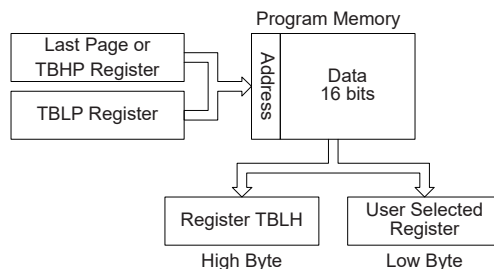 Program Memory
Last Page or
TBHP Register
TBLP Register
Address
Data
16 bits
Register TBLH
User Selected
Register
High Byte
Low Byte